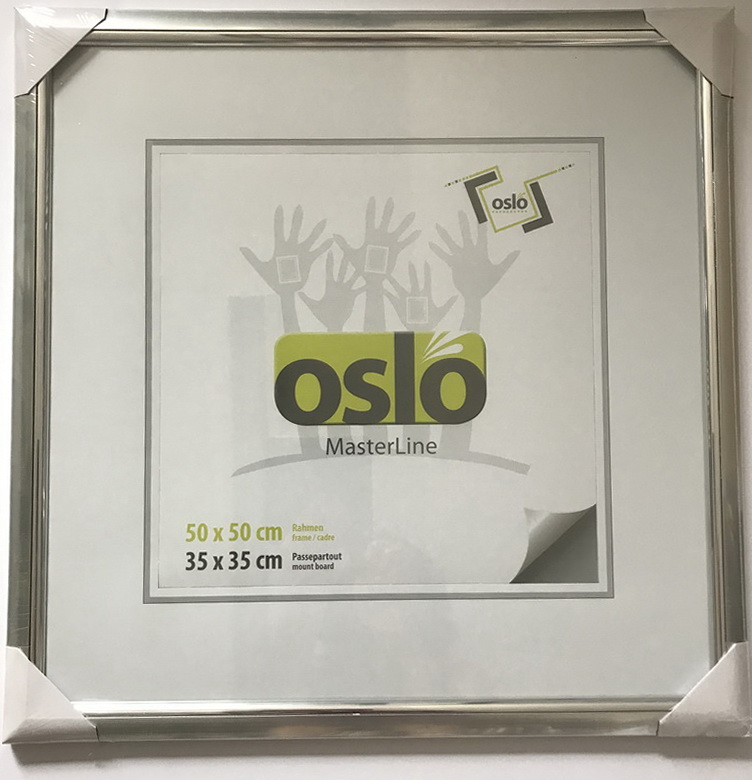 oslo
oslo
MasterLine
50 x 50 cm Rahmen
frame / cadre
35 x 35 cm Passepartout
mount board